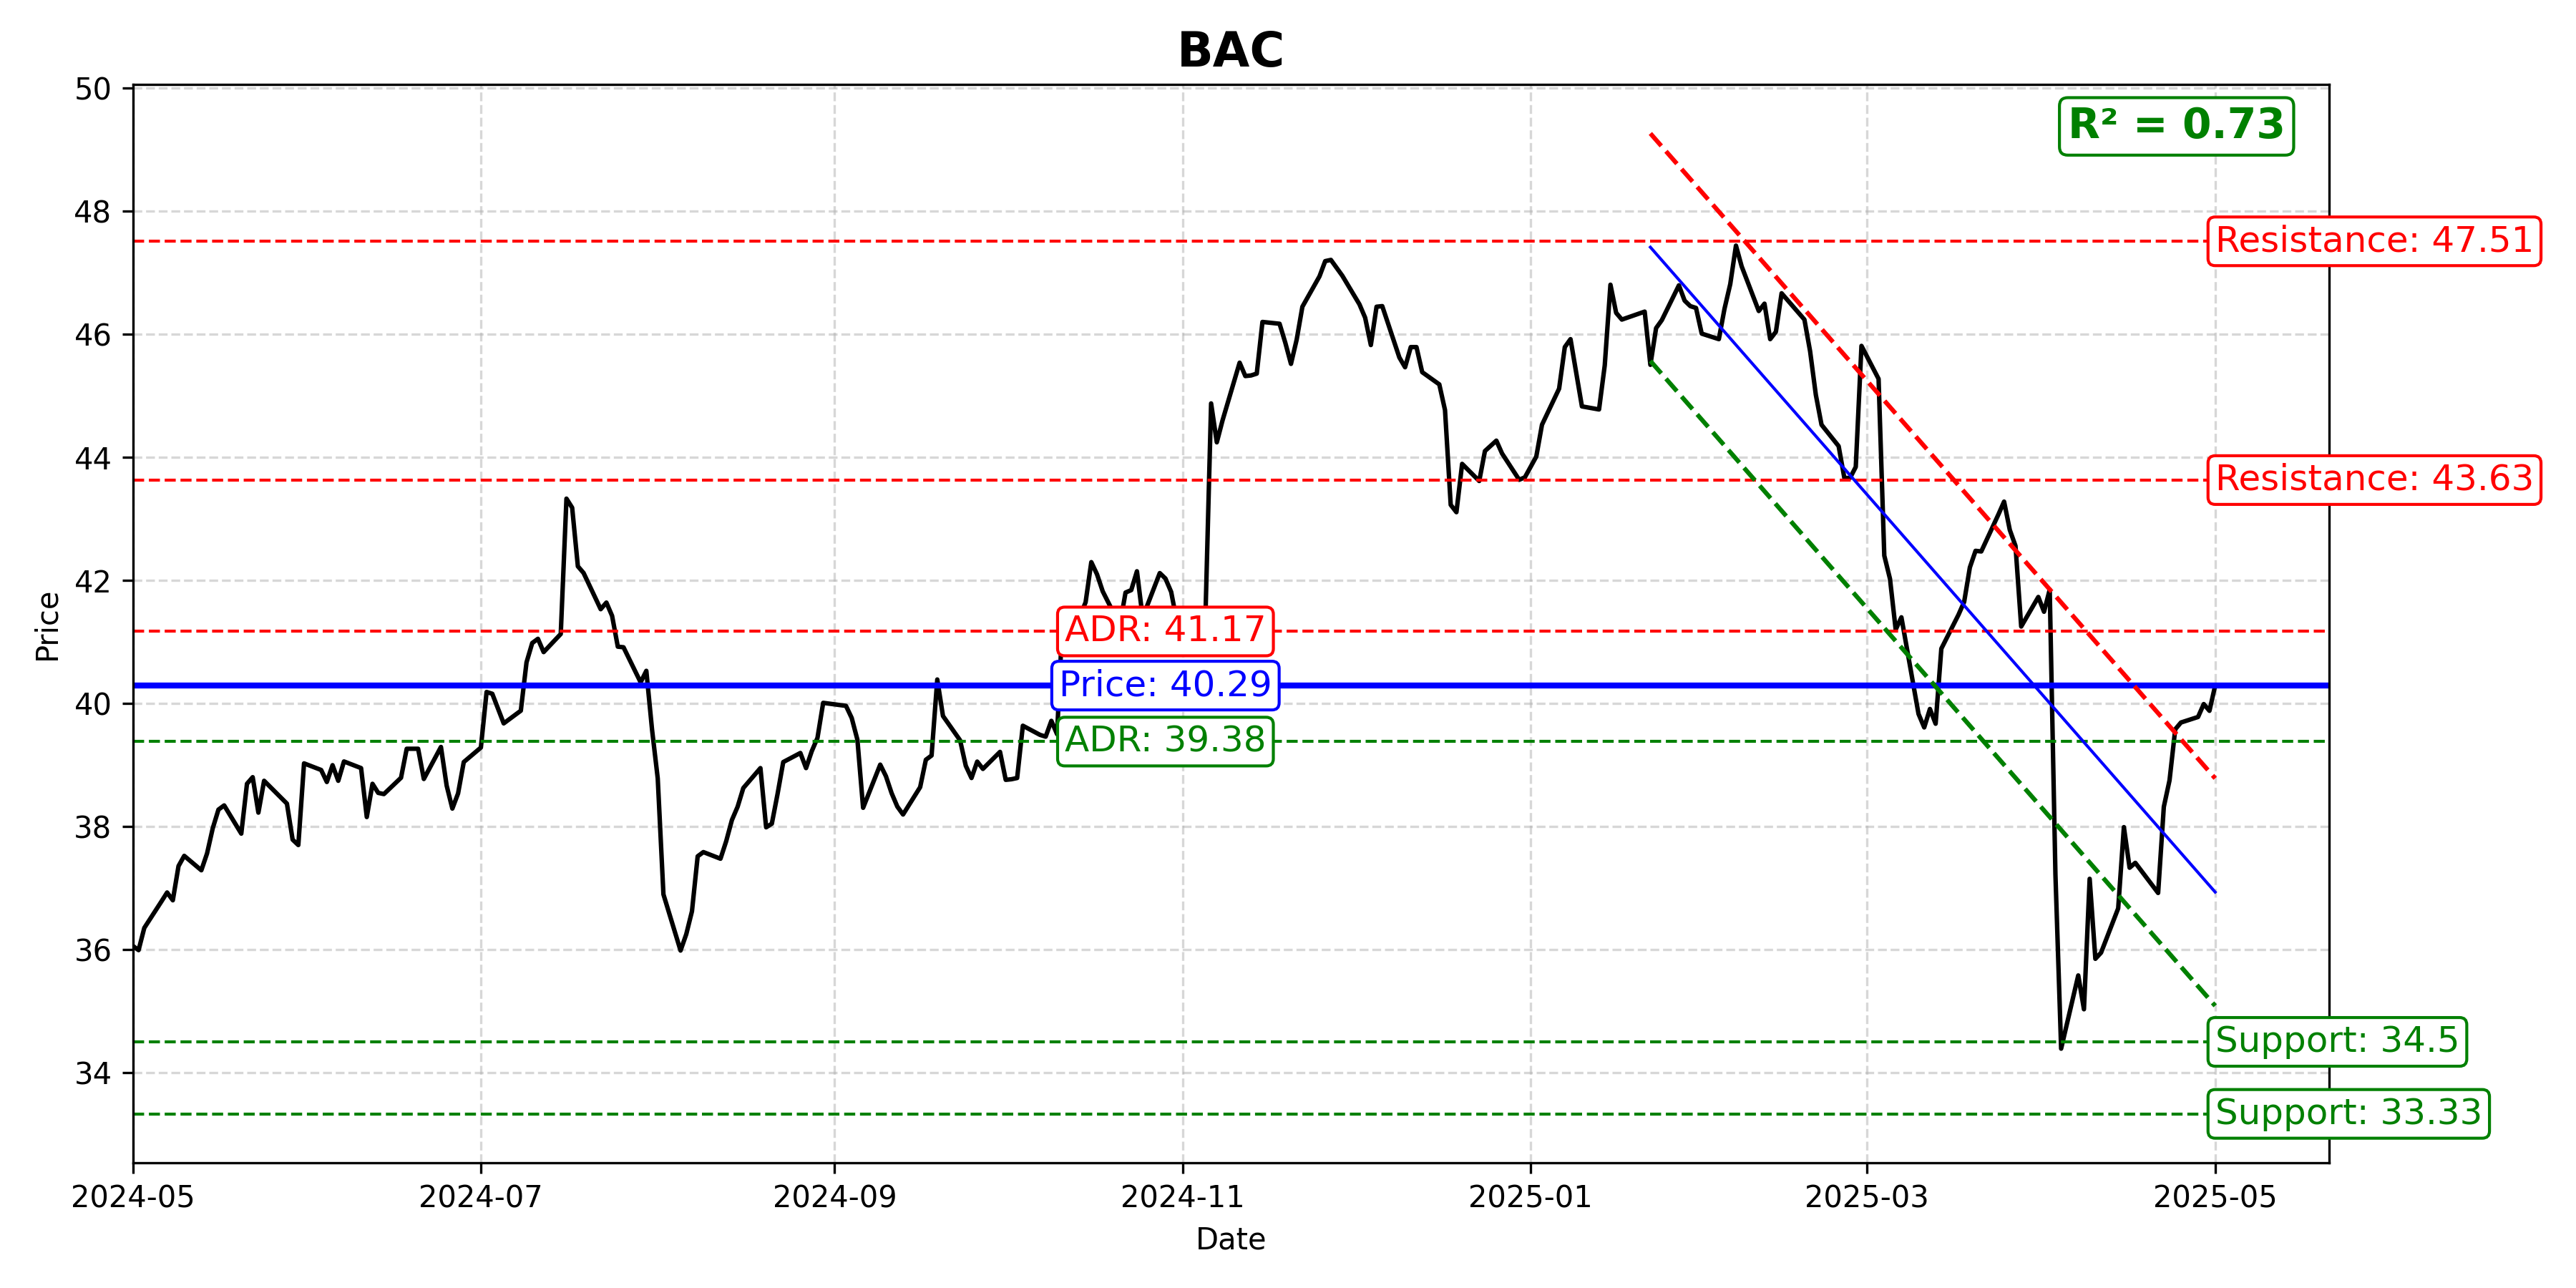 BAC
R² = 0.73
50
48
46
44
42
40
38
36
34
Price
Resistance: 47.51
Resistance: 43.63
ADR: 41.17
Price: 40.29
ADR: 39.38
Support: 34.5
Support: 33.33
2024-05
2024-07
2024-09
2024-11
2025-01
2025-03
2025-05
Date